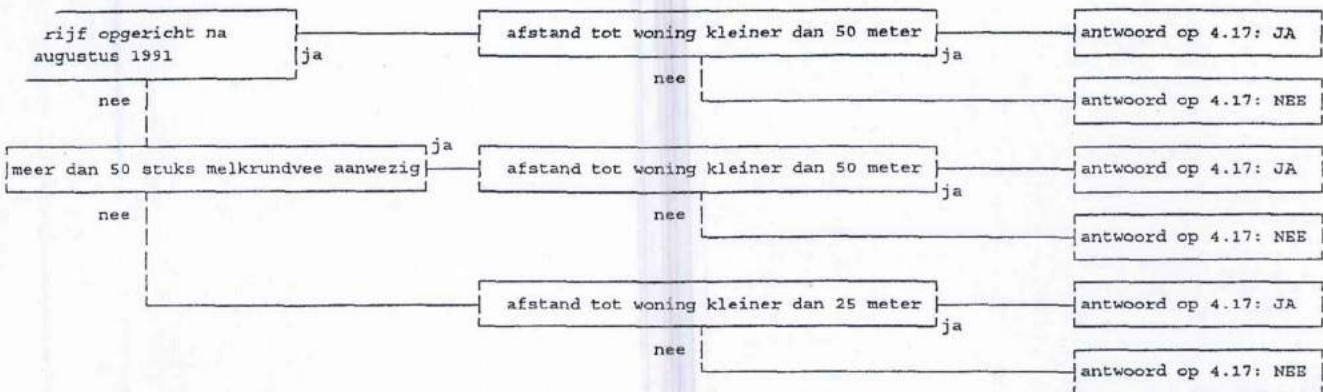 rijf opgericht na
augustus 1991
ja
afstand tot woning kleiner dan 50 meter
ja
antwoord op 4.17: JA
nee
nee
antwoord op 4.17: NEE
meer dan 50 stuks melkrundvee aanwezig
ja
afstand tot woning kleiner dan 50 meter
ja
antwoord op 4.17: JA
nee
nee
antwoord op 4.17: NEE
afstand tot woning kleiner dan 25 meter
ja
antwoord op 4.17: JA
nee
antwoord op 4.17: NEE